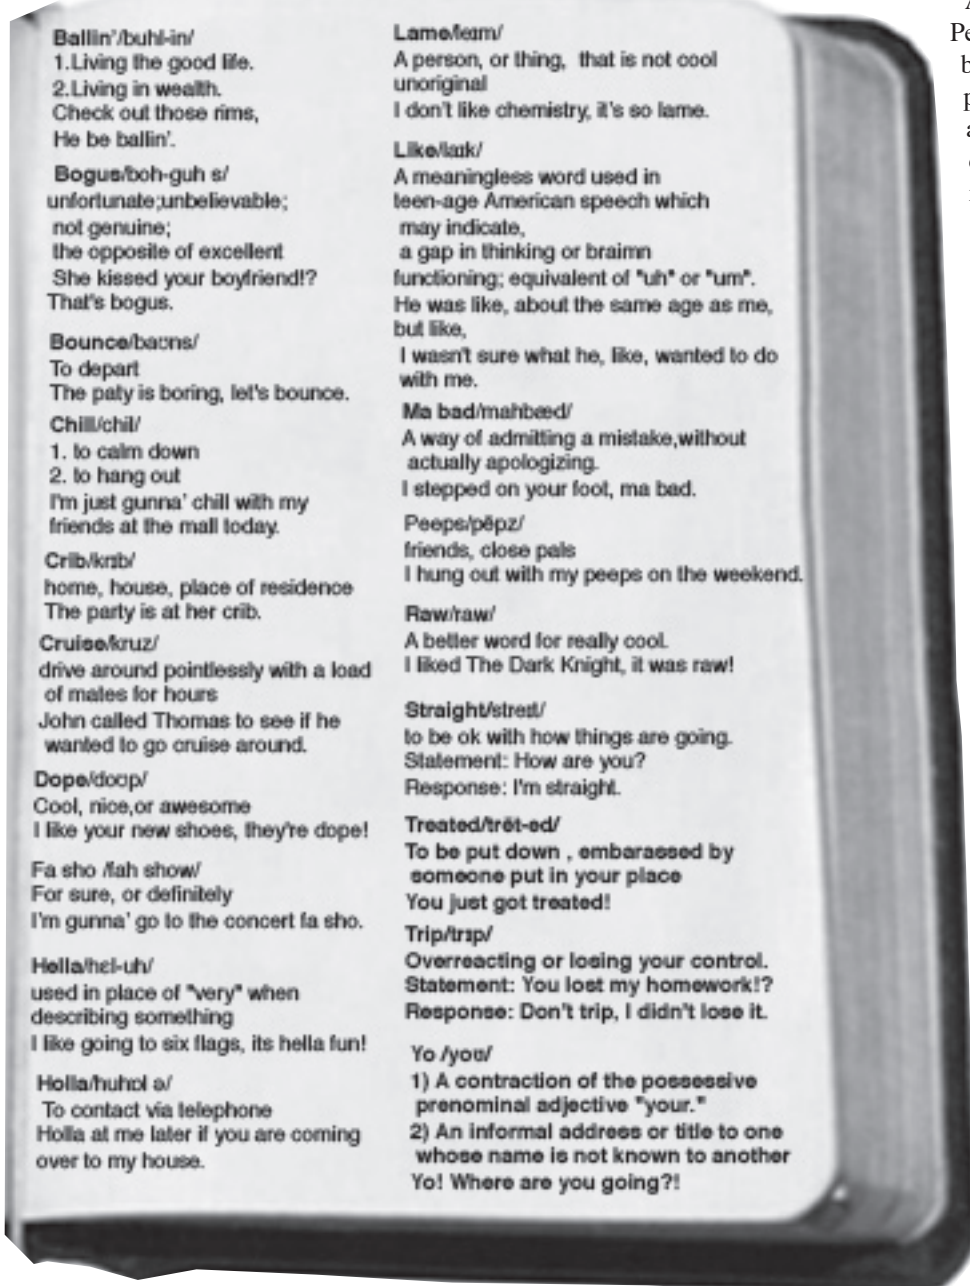 Ballin'/buhl-in/
1.Living the good life.
2.Living in wealth.
Check out those rims,
He be ballin'.
Bogus/boh-guh s/
unfortunate;unbelievable;
not genuine;
the opposite of excellent
She kissed your boyfriend!?
That's bogus.
Bounce/baʊns/
To depart
The paty is boring, let's bounce.
Chill/chil/
1. to calm down
2. to hang out
I'm just gunna' chill with my
friends at the mall today.
Crib/krɪb/
home, house, place of residence
The party is at her crib.
Cruise/kruz/
drive around pointlessly with a load
of mates for hours
John called Thomas to see if he
wanted to go cruise around.
Dope/doʊp/
Cool, nice,or awesome
I like your new shoes, they're dope!
Fa sho /fah show/
For sure, or definitely
I'm gunna' go to the concert fa sho.
Hella/hɛl-uh/
used in place of "very" when
describing something
I like going to six flags, its hella fun!
Holla/huhɒl ə/
To contact via telephone
Holla at me later if you are coming
over to my house.
Lame/leɪm/
A person, or thing, that is not cool
unoriginal
I don't like chemistry, it's so lame.
Like/laɪk/
A meaningless word used in
teen-age American speech which
may indicate,
a gap in thinking or braimn
functioning; equivalent of "uh" or "um".
He was like, about the same age as me,
but like,
I wasn't sure what he, like, wanted to do
with me.
Ma bad/mahbæd/
A way of admitting a mistake,without
actually apologizing.
I stepped on your foot, ma bad.
Peeps/pēpz/
friends, close pals
I hung out with my peeps on the weekend.
Raw/raw/
A better word for really cool.
I liked The Dark Knight, it was raw!
Straight/streɪt/
to be ok with how things are going.
Statement: How are you?
Response: I'm straight.
Treated/trēt-ed/
To be put down , embarassed by
someone put in your place
You just got treated!
Trip/trɪp/
Overreacting or losing your control.
Statement: You lost my homework!?
Response: Don't trip, I didn't lose it.
Yo /yoʊ/
1) A contraction of the possessive
prenominal adjective "your."
2) An informal address or title to one
whose name is not known to another
Yo! Where are you going?!